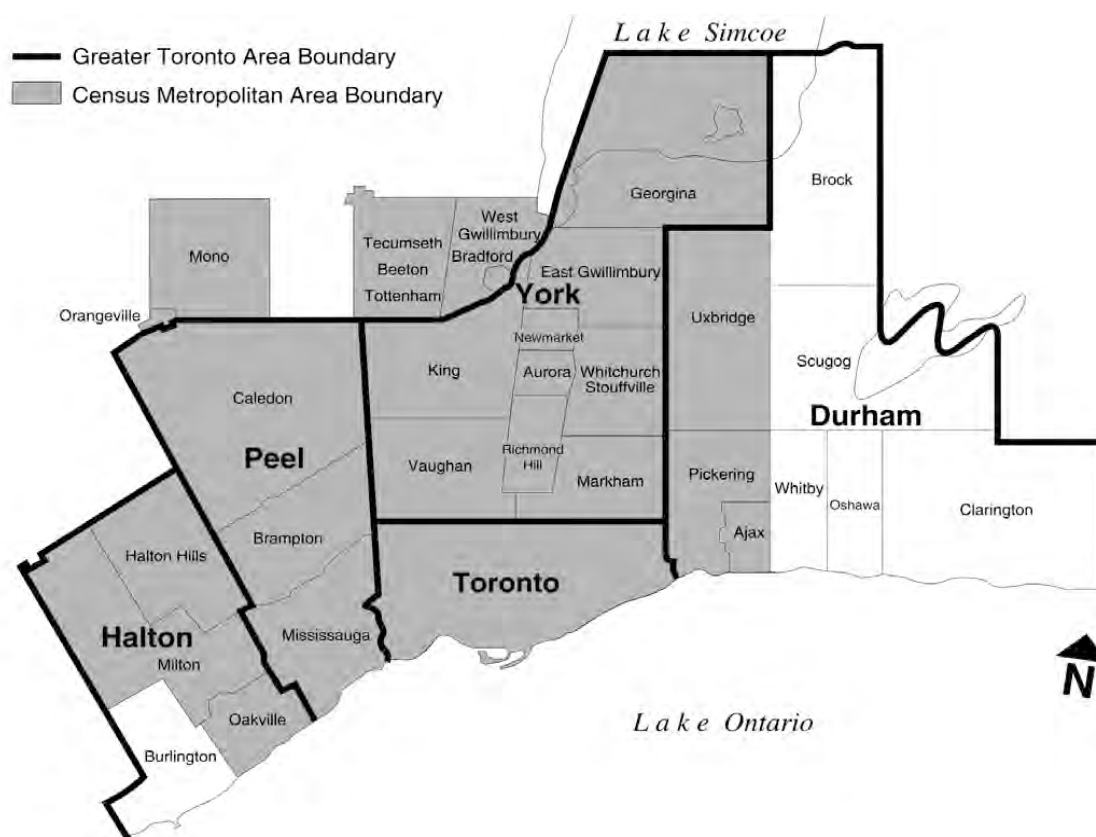 Lake Simcoe
Greater Toronto Area Boundary
Census Metropolitan Area Boundary
Brock
Georgina
West
Gwillimbury
Mono
Tecumseth
Bradford
Beeton
East Gwillimbury
Tottenham
York
Orangeville
Uxbridge
Newmarket
Scugog
King
Aurora
Whitchurch
Stouffville
Caledon
Durham
Peel
Vaughan
Richmond
Hill
Markham
Pickering
Whitby
Oshawa
Clarington
Ajax
Brampton
Halton Hills
Toronto
Halton
Mississauga
Milton
N
Oakville
Lake Ontario
Burlington